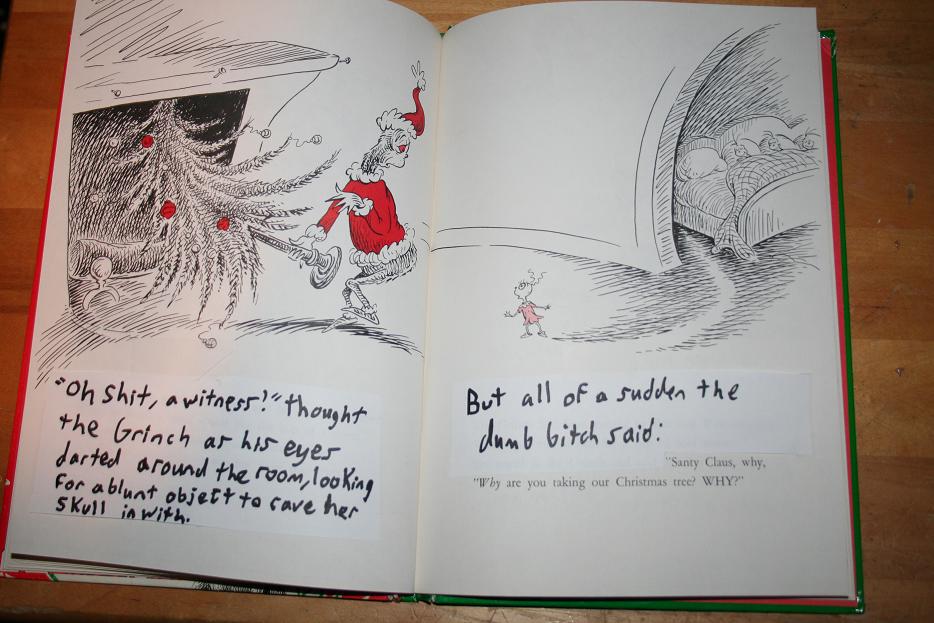 "Oh shit, a witness!" thought
the Grinch as his eyes
darted around the room, looking
for a blunt object to cave her
skull in with.
But all of a sudden the
dumb bitch said:
"Santy Claus, why,
"Why are you taking our Christmas tree? WHY?"